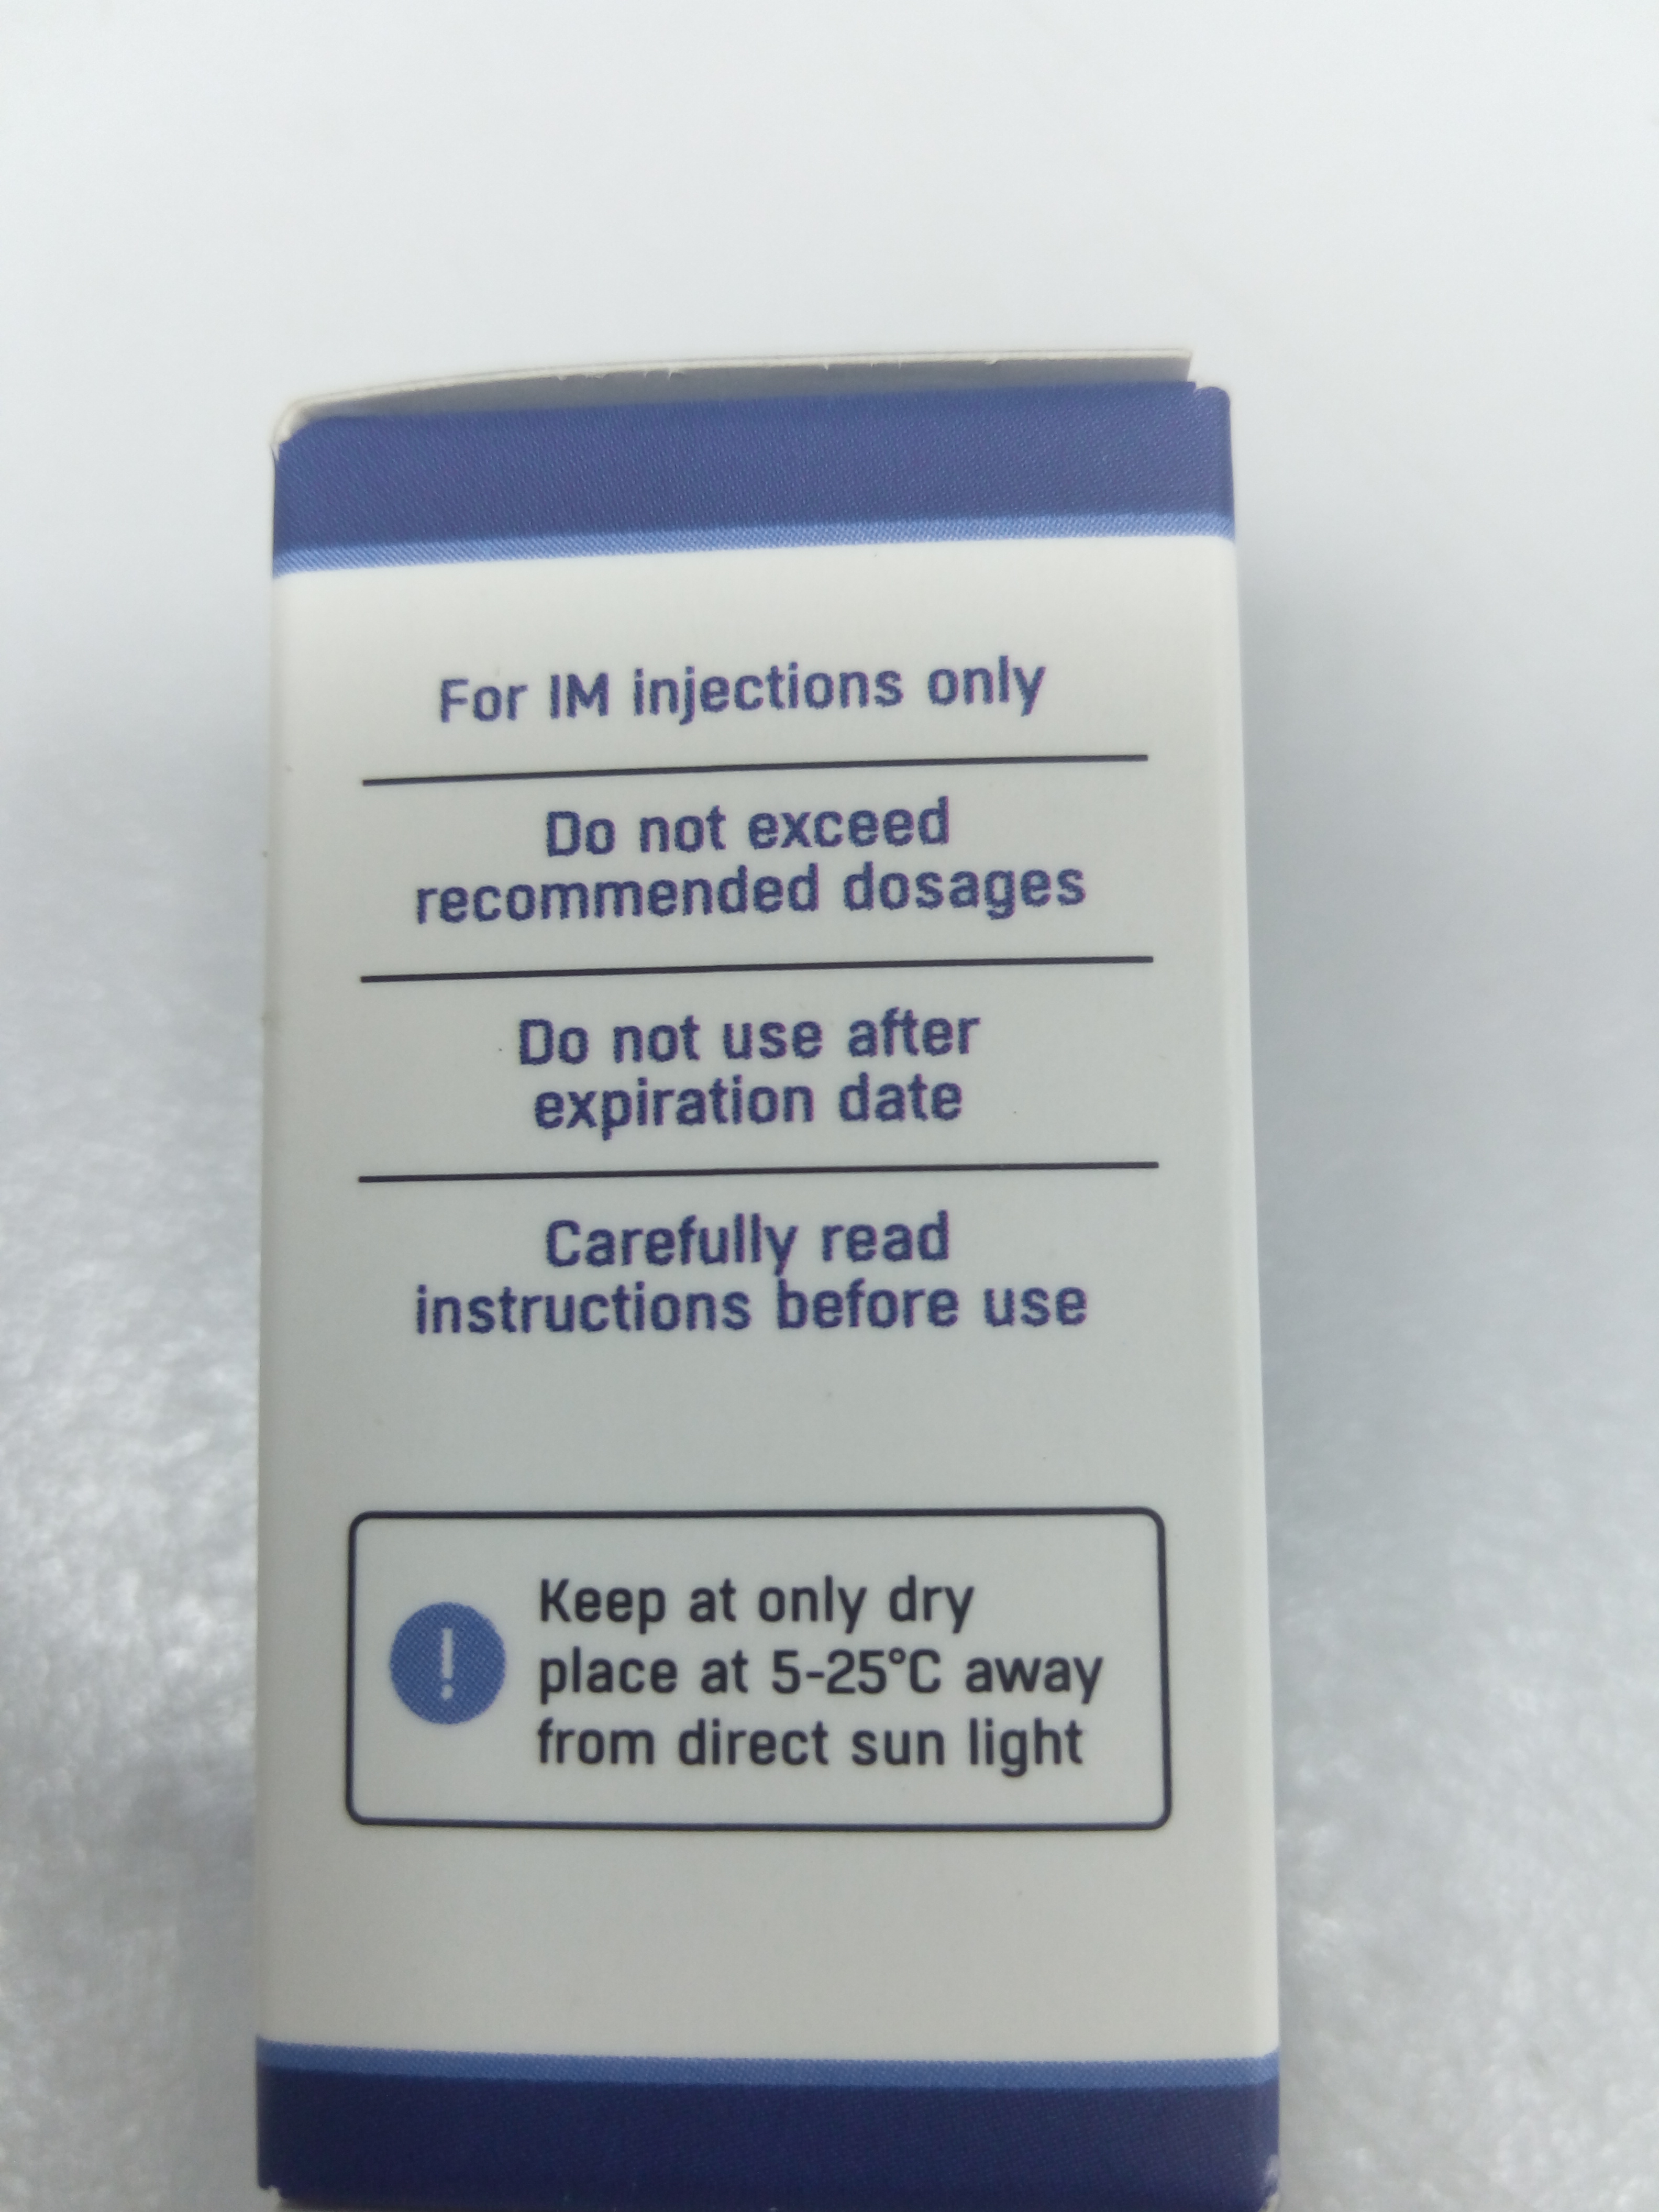 For IM injections only
Do not exceed
recommended dosages
Do not use after
expiration date
Carefully read
instructions before use
!
Keep at only dry
place at 5-25°C away
from direct sun light